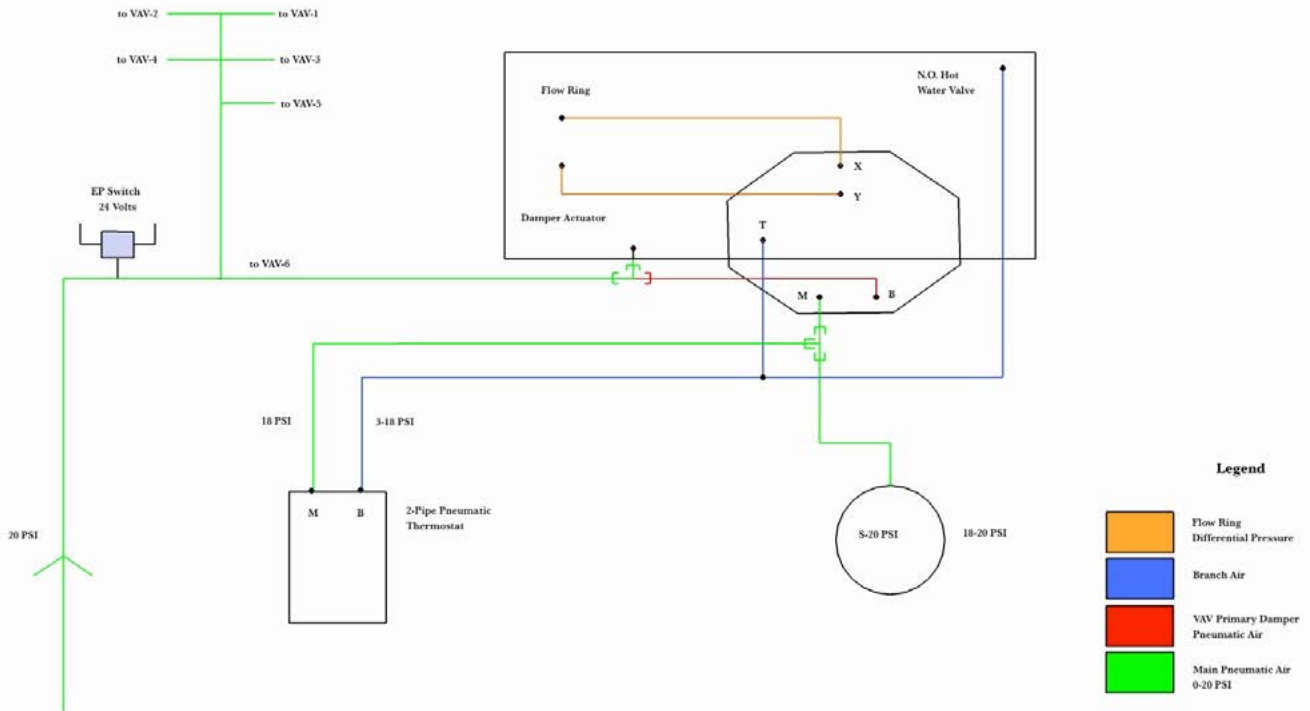 to VAV-2
to VAV-1
to VAV-4
to VAV-3
to VAV-5
EP Switch
24 Volts
to VAV-6
Flow Ring
N.O. Hot
Water Valve
X
Y
Damper Actuator
T
M
B
18 PSI
3-18 PSI
M
B
2-Pipe Pneumatic
Thermostat
20 PSI
S-20 PSI
18-20 PSI
Legend
Flow Ring
Differential Pressure
Branch Air
VAV Primary Damper
Pneumatic Air
Main Pneumatic Air
0-20 PSI